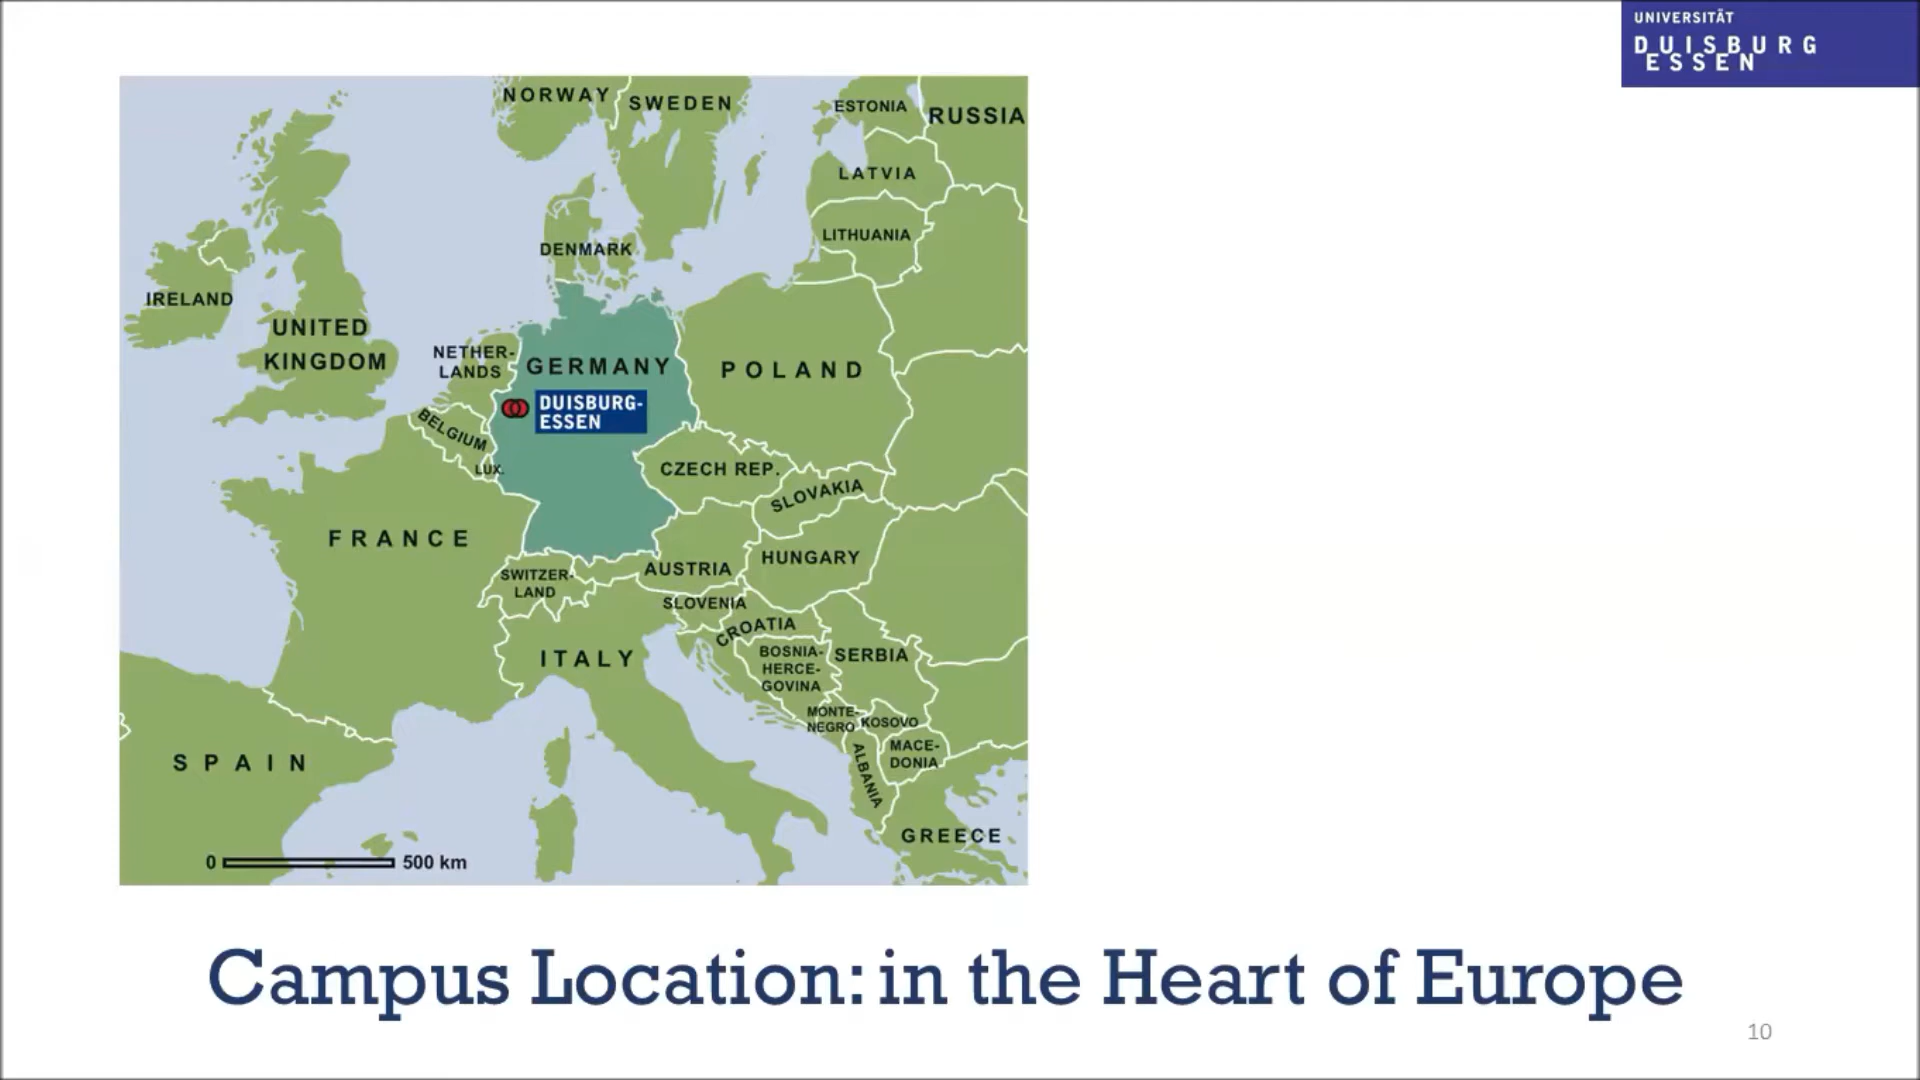 UNIVERSITÄT
DUISBURG
ESSEN
NORWAY
SWEDEN
ESTONIA
RUSSIA
LATVIA
LITHUANIA
DENMARK
IRELAND
UNITED
KINGDOM
NETHER-
LANDS
GERMANY
POLAND
DUISBURG-
ESSEN
BELGIUM
LUX.
CZECH REP.
SLOVAKIA
FRANCE
SWITZER-
LAND
AUSTRIA
HUNGARY
SLOVENIA
CROATIA
ITALY
BOSNIA-
HERCE-
GOVINA
SERBIA
MONTE-
NEGRO
KOSOVO
MACE-
DONIA
ALBANIA
SPAIN
GREECE
0 500 km
Campus Location: in the Heart of Europe
10